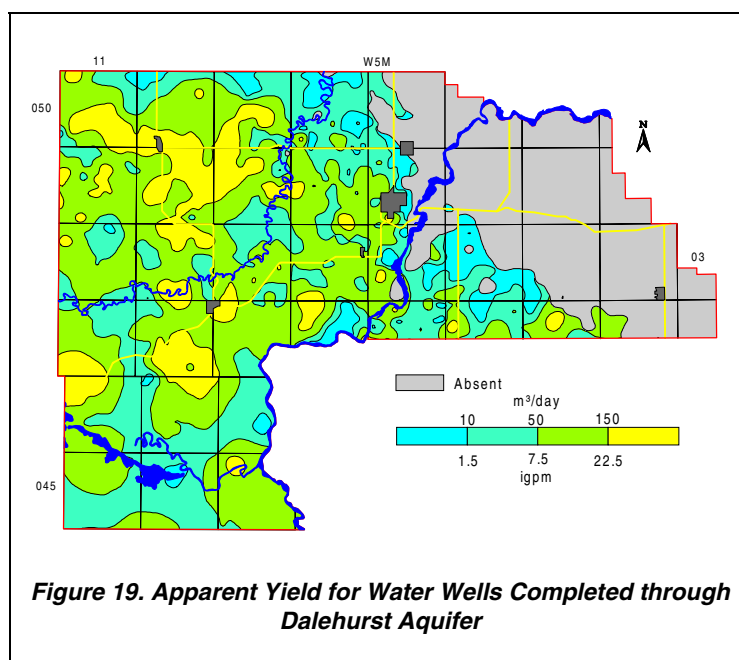 11
W5M
050
N
03
Absent
m³/day
10 50 150
1.5 7.5 22.5
igpm
045
Figure 19. Apparent Yield for Water Wells Completed through
Dalehurst Aquifer